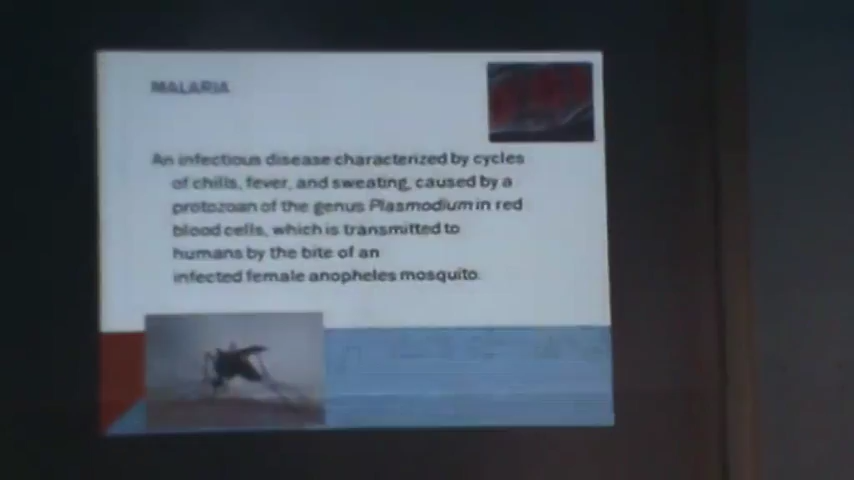 MALARIA
An infectious disease characterized by cycles
of chills, fever, and sweating, caused by a
protozoan of the genus Plasmodium in red
blood cells, which is transmitted to
humans by the bite of an
infected female anopheles mosquito.